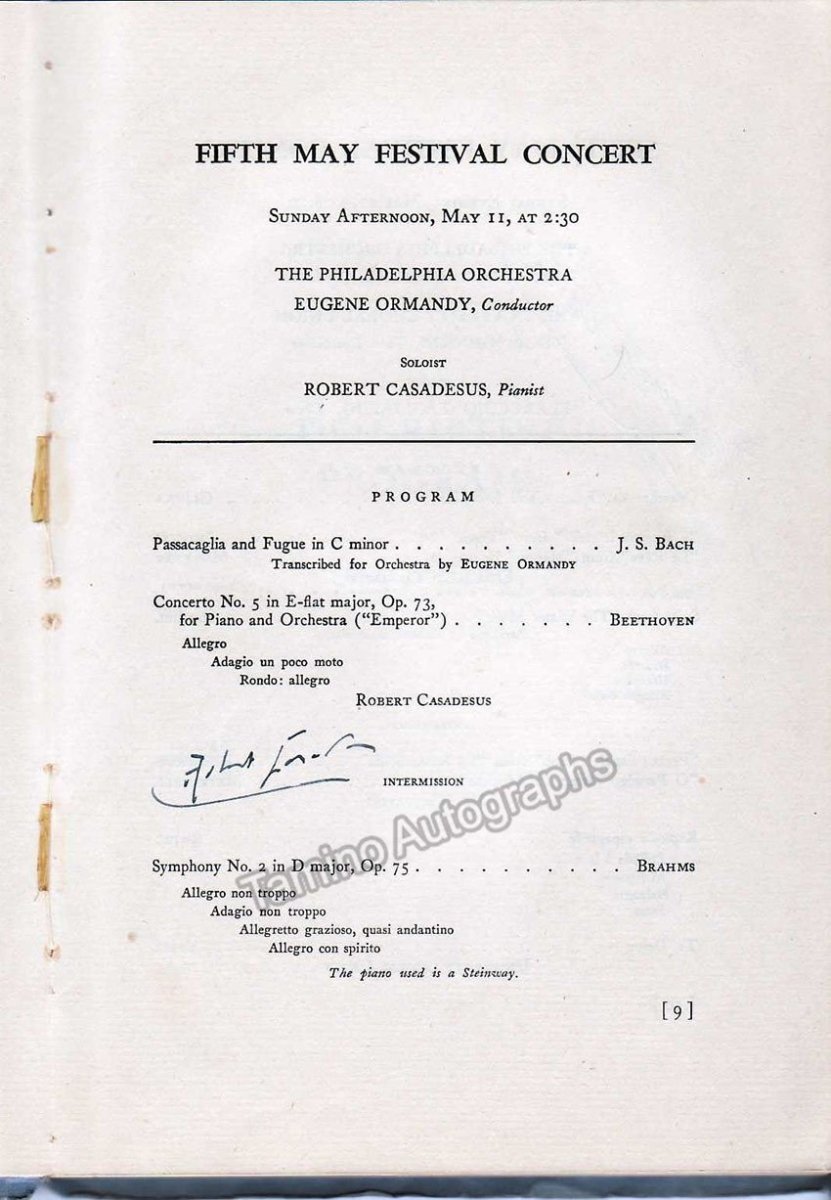 FIFTH MAY FESTIVAL CONCERT
Sunday Afternoon, May 11, at 2:30
THE PHILADELPHIA ORCHESTRA
EUGENE ORMANDY, Conductor
Soloist
ROBERT CASADESUS, Pianist
PROGRAM
Passacaglia and Fugue in C minor . . . . . . . . . . J. S. Bach
Transcribed for Orchestra by Eugene Ormandy
Concerto No. 5 in E-flat major, Op. 73,
for Piano and Orchestra (“Emperor”) . . . . . . . Beethoven
Allegro
Adagio un poco moto
Rondo: allegro
Robert Casadesus
INTERMISSION
Tamino Autographs
Symphony No. 2 in D major, Op. 75 . . . . . . . . . . Brahms
Allegro non troppo
Adagio non troppo
Allegretto grazioso, quasi andantino
Allegro con spirito
The piano used is a Steinway.
[9]